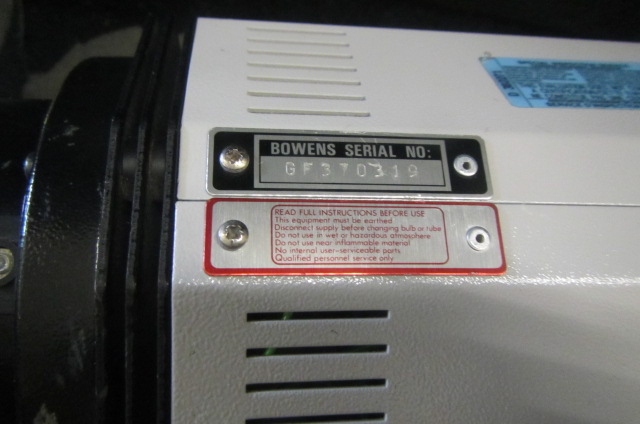 BOWENS SERIAL NO:
GF370319
READ FULL INSTRUCTIONS BEFORE USE
This equipment must be earthed
Disconnect supply before changing bulb or tube
Do not use in wet or hazardous atmosphere
Do not use near inflammable material
No internal user-serviceable parts
Qualified personnel service only